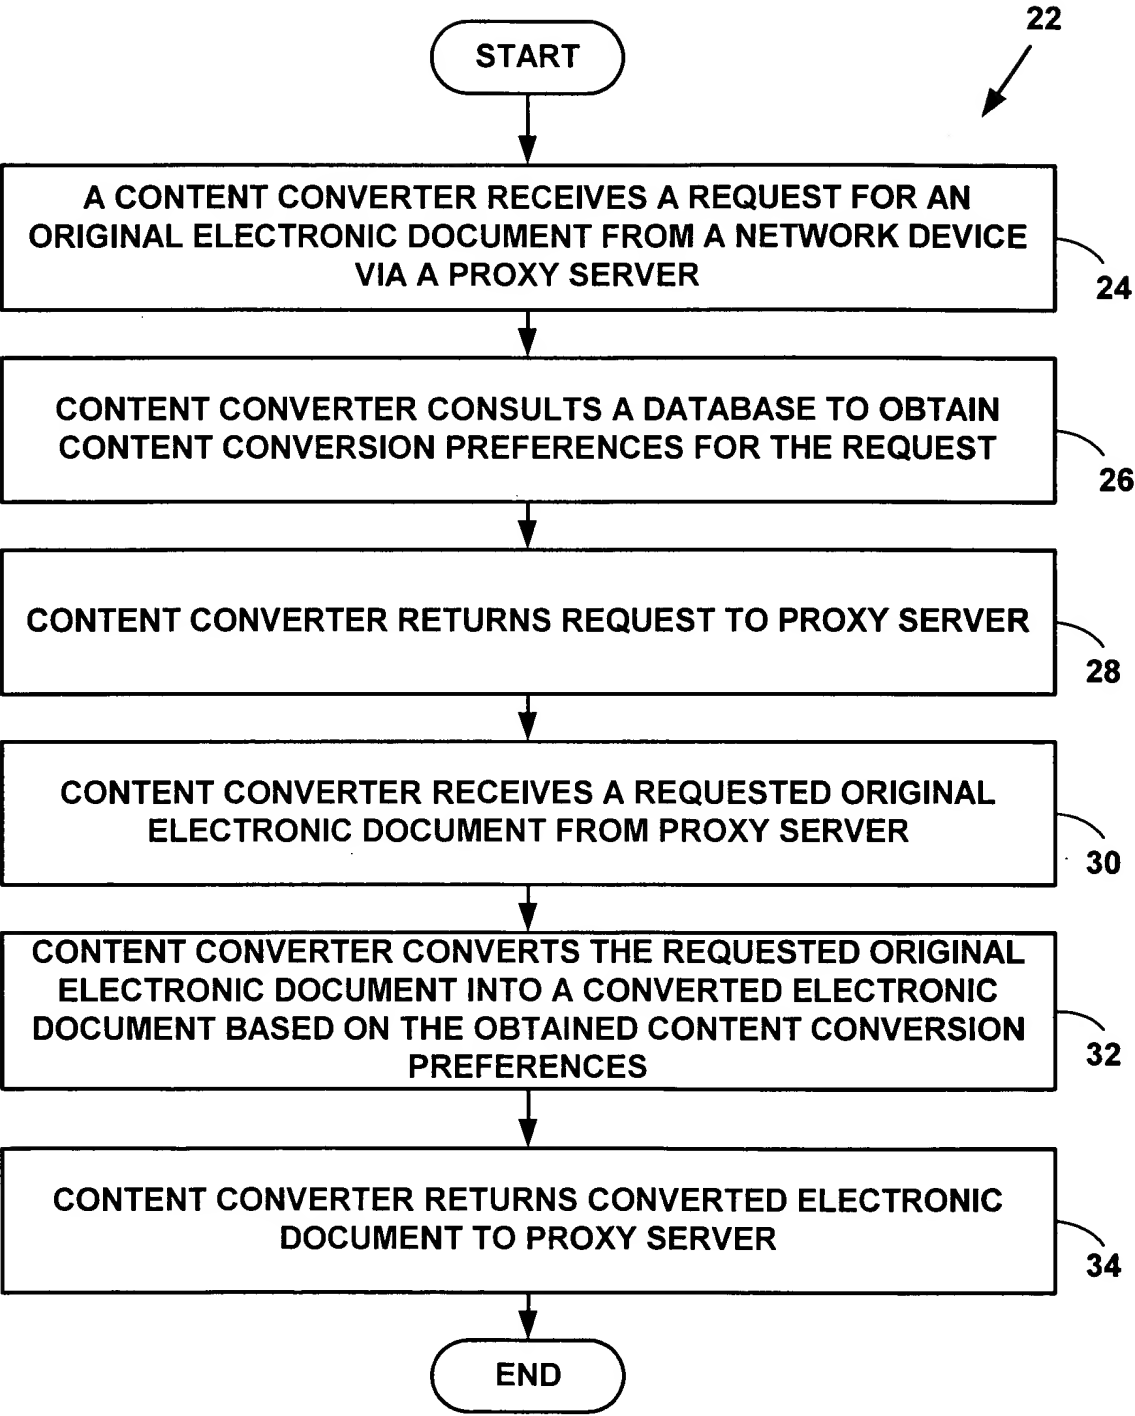 22
START
A CONTENT CONVERTER RECEIVES A REQUEST FOR AN
ORIGINAL ELECTRONIC DOCUMENT FROM A NETWORK DEVICE
VIA A PROXY SERVER
24
CONTENT CONVERTER CONSULTS A DATABASE TO OBTAIN
CONTENT CONVERSION PREFERENCES FOR THE REQUEST
26
CONTENT CONVERTER RETURNS REQUEST TO PROXY SERVER
28
CONTENT CONVERTER RECEIVES A REQUESTED ORIGINAL
ELECTRONIC DOCUMENT FROM PROXY SERVER
30
CONTENT CONVERTER CONVERTS THE REQUESTED ORIGINAL
ELECTRONIC DOCUMENT INTO A CONVERTED ELECTRONIC
DOCUMENT BASED ON THE OBTAINED CONTENT CONVERSION
PREFERENCES
32
CONTENT CONVERTER RETURNS CONVERTED ELECTRONIC
DOCUMENT TO PROXY SERVER
34
END